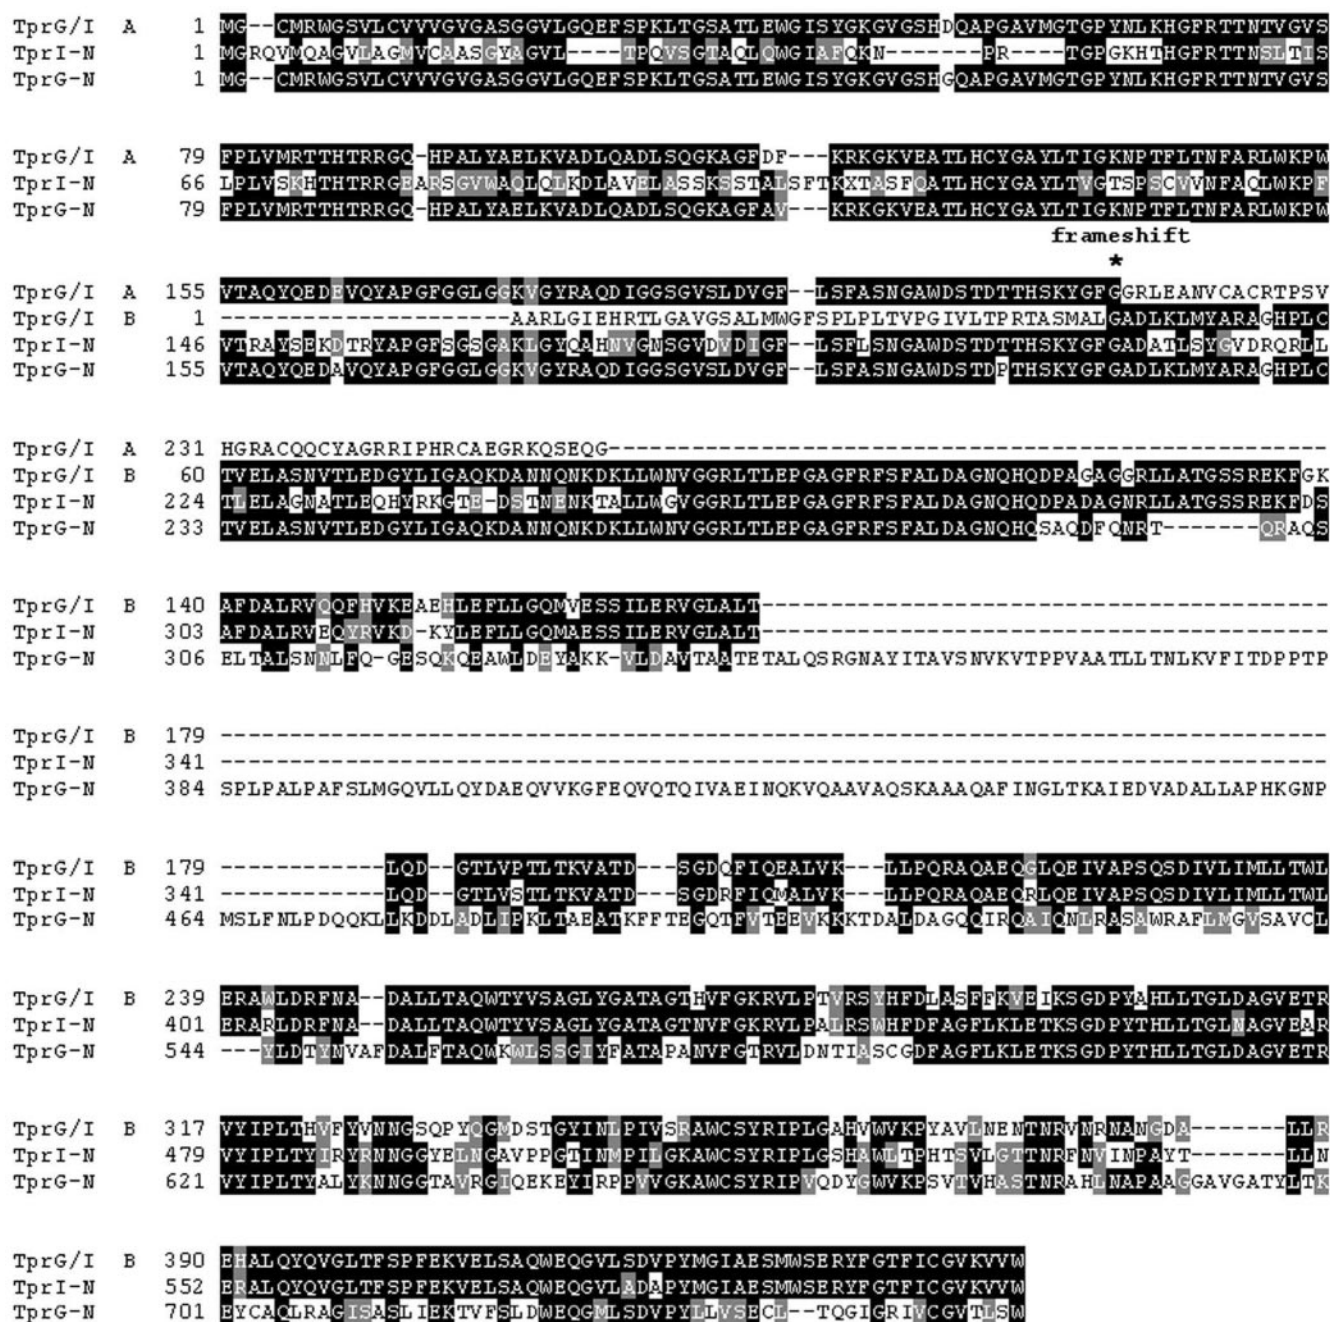 TprG/I A 1 MG--CMRWGSVLCVVVGVGASGGVLGQEFSPKLTGSATLEWGISYGKGVGSHDQAPGAVMGTGPYNLKHGFRTTNTVGVS
TprI-N 1 MGRQVMQAGVLAGMVCAASGYAGVL----TPQVSGTAQLQWGIAFQKN------PR----TGPGKHTHGFRTTNSLTIS
TprG-N 1 MG--CMRWGSVLCVVVGVGASGGVLGQEFSPKLTGSATLEWGISYGKGVGSHGQAPGAVMGTGPYNLKHGFRTTNTVGVS
TprG/I A 79 FPLVMRTTHTRRGQ-HPALYAELKVADLQADLSQGKAGFDF---KRKGKVEATLHCYGAYLTIGKNPTFLTNFARLWKPW
TprI-N 66 LPLVSKHTHTRRGEARSGVWAQLQLKDLAVELASSKSSTALSFTKXTASFQATLHCYGAYLTVGTSPSCVVNFAQLWKPF
TprG-N 79 FPLVMRTTHTRRGQ-HPALYAELKVADLQADLSQGKAGFAV---KRKGKVEATLHCYGAYLTIGKNPTFLTNFARLWKPW
frameshift
*
TprG/I A 155 VTAQYQEDEVQYAPGFGGLGGKVGYRAQDIGGSGVSLDVGF--LSFASNGAWDSTDTTHSKYGFGGRLEANVCACRTPSV
TprG/I B 1 ---------------------AARLGIEHRTLGAVGSALMWGFSPLPLTVPGIVLTPRTASMALGADLKLMYARAGHPLC
TprI-N 146 VTRAYSEKDTRYAPGFSGSGAKLGYQAHNVGNSGVDVDIGF--LSFLSNGAWDSTDTTHSKYGFGADATLSYGVDRQRLL
TprG-N 155 VTAQYQEDAVQYAPGFGGLGGKVGYRAQDIGGSGVSLDVGF--LSFASNGAWDSTDPTHSKYGFGADLKLMYARAGHPLC
TprG/I A 231 HGRACQQCYAGRRIPHRCAEGRKQSEQG----------------------------------------------------
TprG/I B 60 TVELASNVTLEDGYLIGAQKDANNQNKDKLLWNVGGRLTLEPGAGFRFSFALDAGNQHQDPAGAGGRLLATGSSREKFGK
TprI-N 224 TLELAGNATLEQHYRKGTE-DSTNENKTALLWGVGGRLTLEPGAGFRFSFALDAGNQHQDPADAGNRLLATGSSREKFDS
TprG-N 233 TVELASNVTLEDGYLIGAQKDANNQNKDKLLWNVGGRLTLEPGAGFRFSFALDAGNQHQSAQDFQNRT-------QRAQS
TprG/I B 140 AFDALRVQQFHVKEAEHLEFLLGQMVESSILERVGLALT-----------------------------------------
TprI-N 303 AFDALRVEQYRVKD-KYLEFLLGQMAESSILERVGLALT-----------------------------------------
TprG-N 306 ELTALSNNLFQ-GESQKQEAWLDEYAKK-VLDAVTAATETALQSRGNAYITAVSNVKVTPPVAATLLTNLKVFITDPPTP
TprG/I B 179 --------------------------------------------------------------------------------
TprI-N 341 --------------------------------------------------------------------------------
TprG-N 384 SPLPALPAFSLMGQVLLQYDAEQVVKGFEQVQTQIVAEINQKVQAAVAQSKAAAQAFINGLTKAIEDVADALLAPHKGNP
TprG/I B 179 ------------LQD--GTLVPTLTKVATD---SGDQFIQEALVK---LLPQRAQAEQGLQEIVAPSQSDIVLIMLLTWL
TprI-N 341 ------------LQD--GTLVSTLTKVATD---SGDRFIQMALVK---LLPQRAQAEQRLQEIVAPSQSDIVLIMLLTWL
TprG-N 464 MSLFNLPDQQKLLKDDLADLIPKLTAEATKFFTEGQTFVTEEVKKKTDALDAGQQIRQAIQNLRASAWRAFLMGVSAVCL
TprG/I B 239 ERAWLDRFNA--DALLTAQWTYVSAGLYGATAGTHVFGKRVLPTVRSYHFDLASFFKVEIKSGDPYAHLLTGLDAGVETR
TprI-N 401 ERARLDRFNA--DALLTAQWTYVSAGLYGATAGTNVFGKRVLPALRSWHFDFAGFLKLETKSGDPYTHLLTGLNAGVEAR
TprG-N 544 ---YLDTYNVAFDALFTAQWKWLSSGIYFATAPANVFGTRVLDNTIASCGDFAGFLKLETKSGDPYTHLLTGLDAGVETR
TprG/I B 317 VYIPLTHVFYVNNGSQPYQGMDSTGYINLPIVSRAWCSYRIPLGAHVWVKPYAVLNENTNRVNRNANGDA-------LLR
TprI-N 479 VYIPLTYIRYRNNGGYELNGAVPPGTINMPILGKAWCSYRIPLGSHAWLTPHTSVLGTTNRFNVINPAYT-------LLN
TprG-N 621 VYIPLTYALYKNNGGTAVRGIQEKEYIRPPVVGKAWCSYRIPVQDYGWVKPSVTVHASTNRAHLNAPAAGGAVGATYLTK
TprG/I B 390 EHALQYQVGLTFSPFEKVELSAQWEQGVLSDVPYMGIAESMWSERYFGTFICGVKVVW
TprI-N 552 ERALQYQVGLTFSPFEKVELSAQWEQGVLADAPYMGIAESMWSERYFGTFICGVKVVW
TprG-N 701 EYCAQLRAGISASLIEKTVFSLDWEQGMLSDVPYLLVSECL--TQGIGRIVCGVTLSW